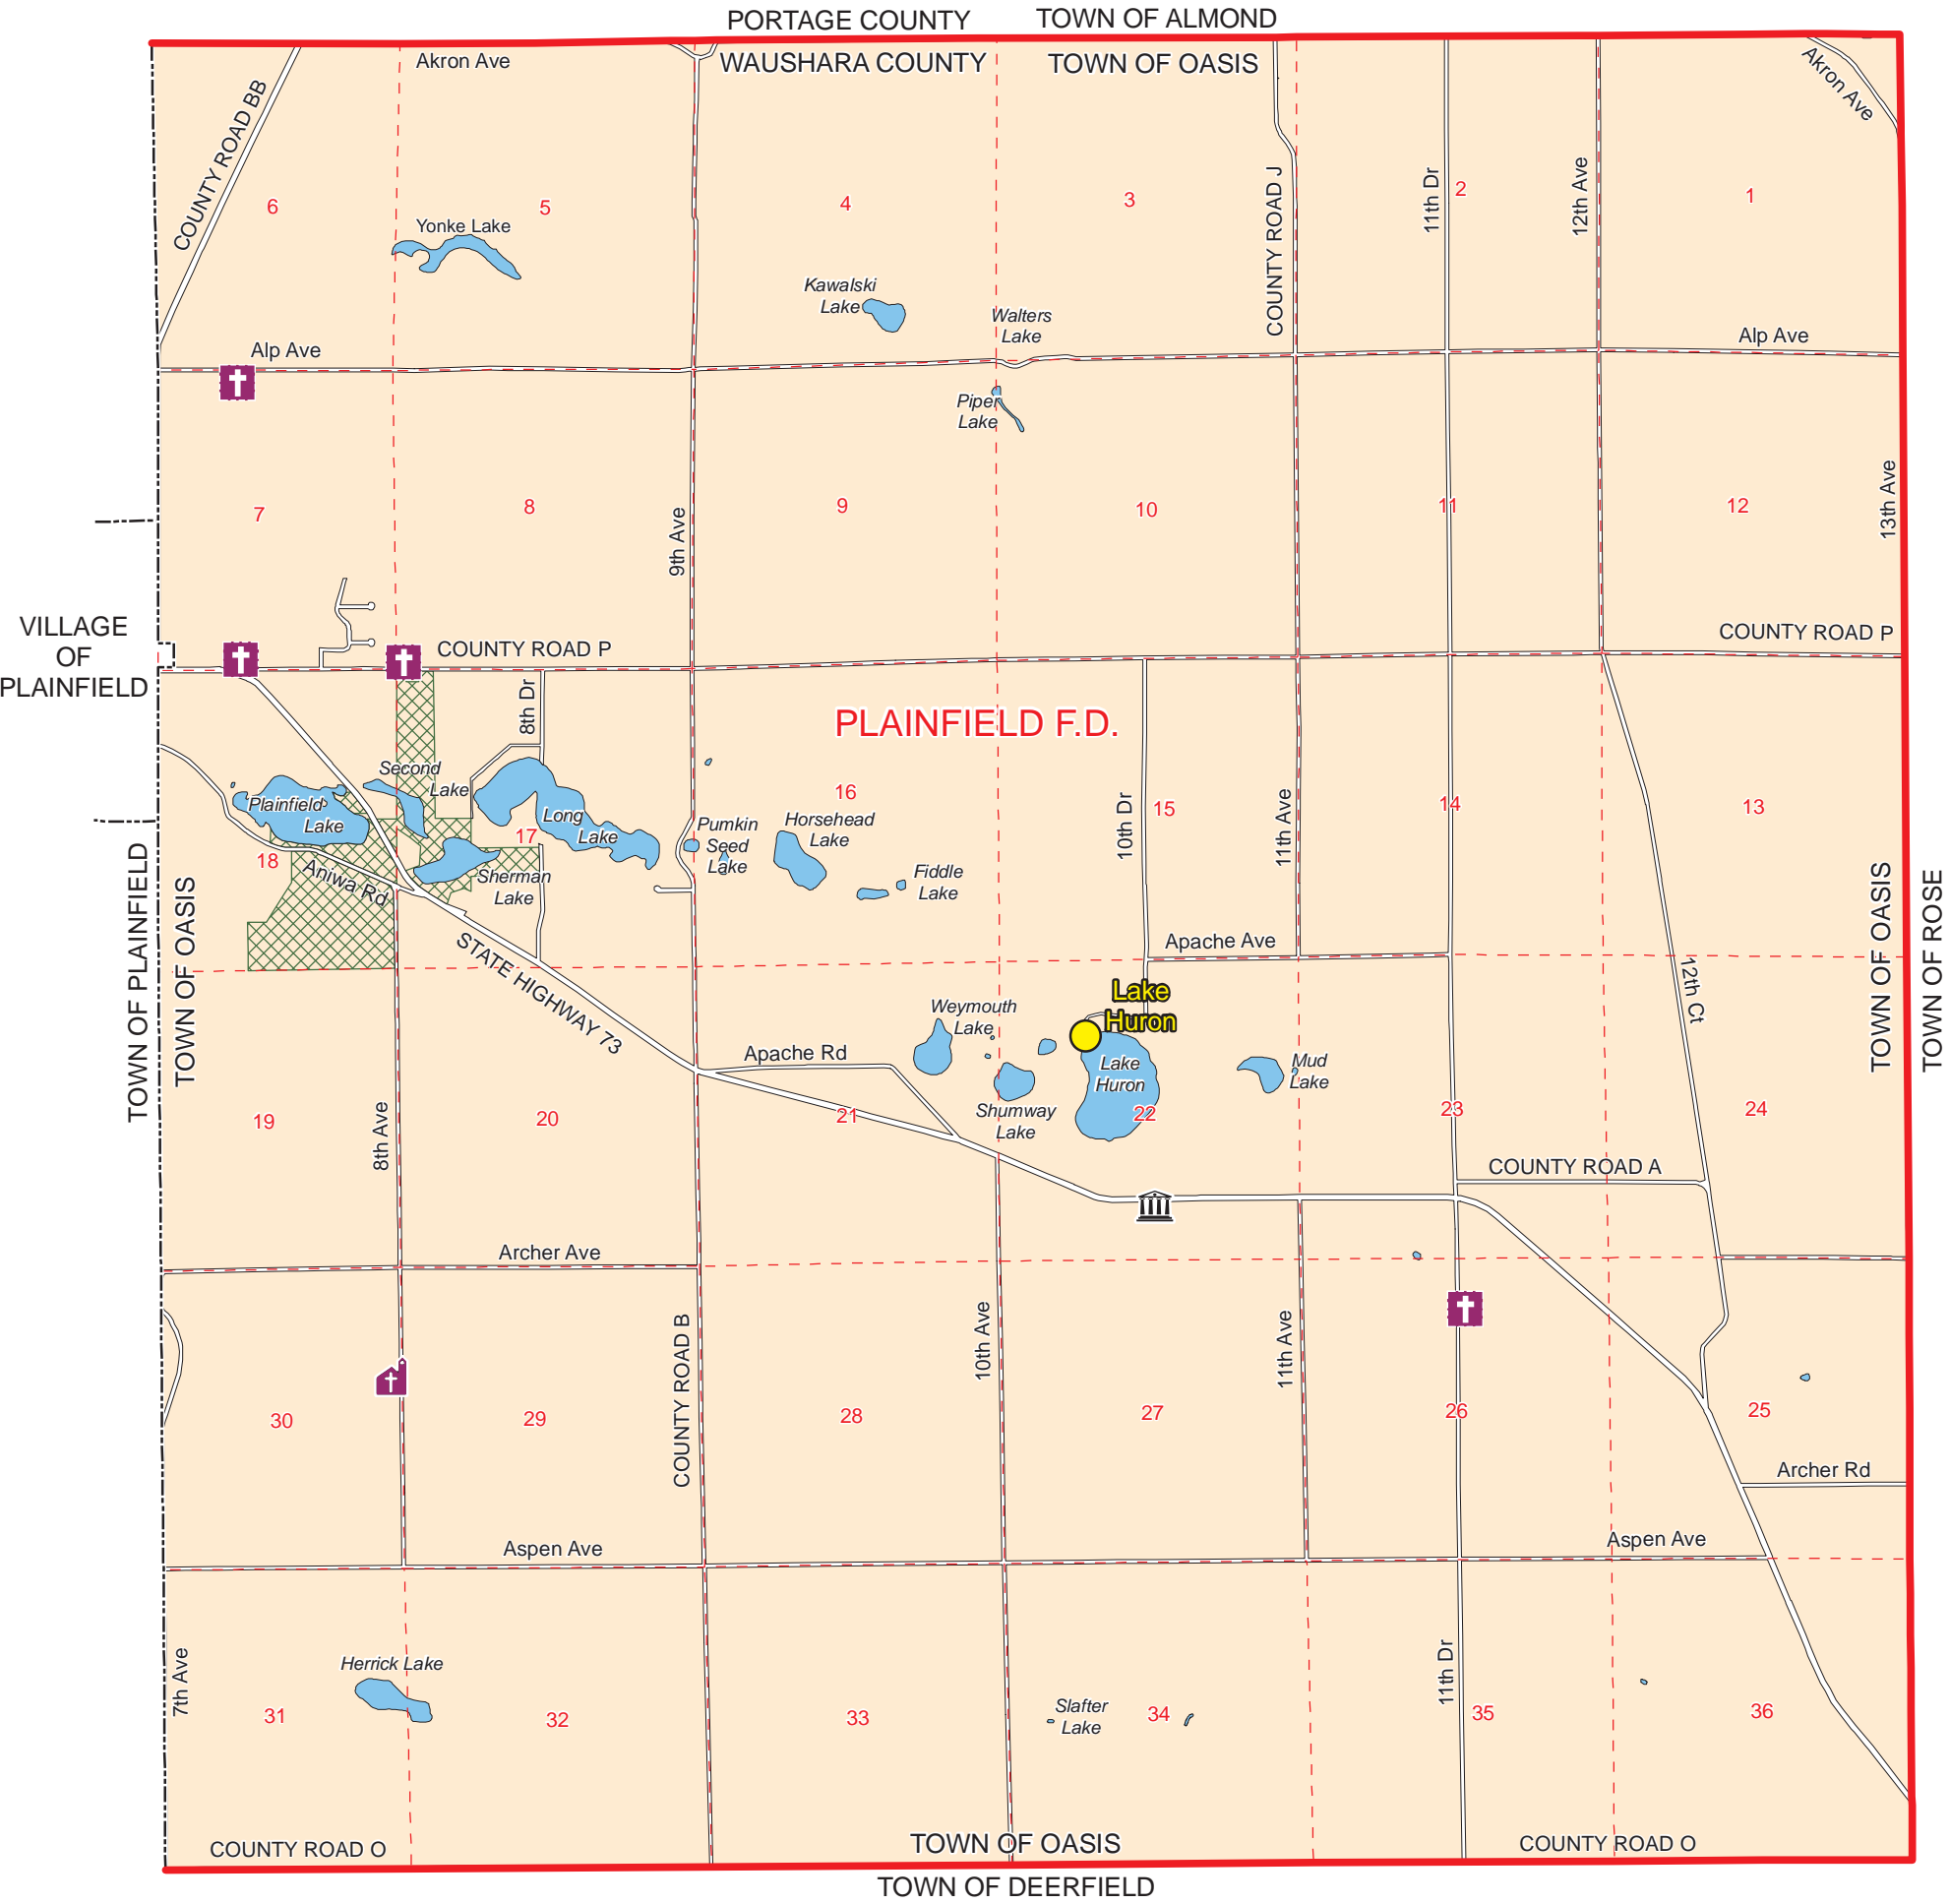 PORTAGE COUNTY
TOWN OF ALMOND
WAUSHARA COUNTY
TOWN OF OASIS
Akron Ave
Akron Ave
COUNTY ROAD BB
6
5
4
3
2
1
COUNTY ROAD J
11th Dr
12th Ave
Yonke Lake
Kawalski
Lake
Walters
Lake
Alp Ave
Alp Ave
Piper
Lake
7
8
9
10
11
12
9th Ave
13th Ave
VILLAGE
OF
PLAINFIELD
COUNTY ROAD P
COUNTY ROAD P
8th Dr
PLAINFIELD F.D.
Second
Lake
Plainfield
Lake
Long
Lake
Pumkin
Seed
Lake
Horsehead
Lake
Fiddle
Lake
Sherman
Lake
18
17
16
15
14
13
10th Dr
11th Ave
Aniwa Rd
TOWN OF PLAINFIELD
TOWN OF OASIS
STATE HIGHWAY 73
Apache Ave
12th Ct
TOWN OF OASIS
TOWN OF ROSE
Lake
Huron
Weymouth
Lake
Apache Rd
Lake
Huron
Mud
Lake
Shumway
Lake
19
20
21
22
23
24
8th Ave
COUNTY ROAD A
Archer Ave
COUNTY ROAD B
10th Ave
11th Ave
30
29
28
27
26
25
Archer Rd
Aspen Ave
Aspen Ave
7th Ave
Herrick Lake
Slafter
Lake
11th Dr
31
32
33
34
35
36
COUNTY ROAD O
TOWN OF OASIS
COUNTY ROAD O
TOWN OF DEERFIELD